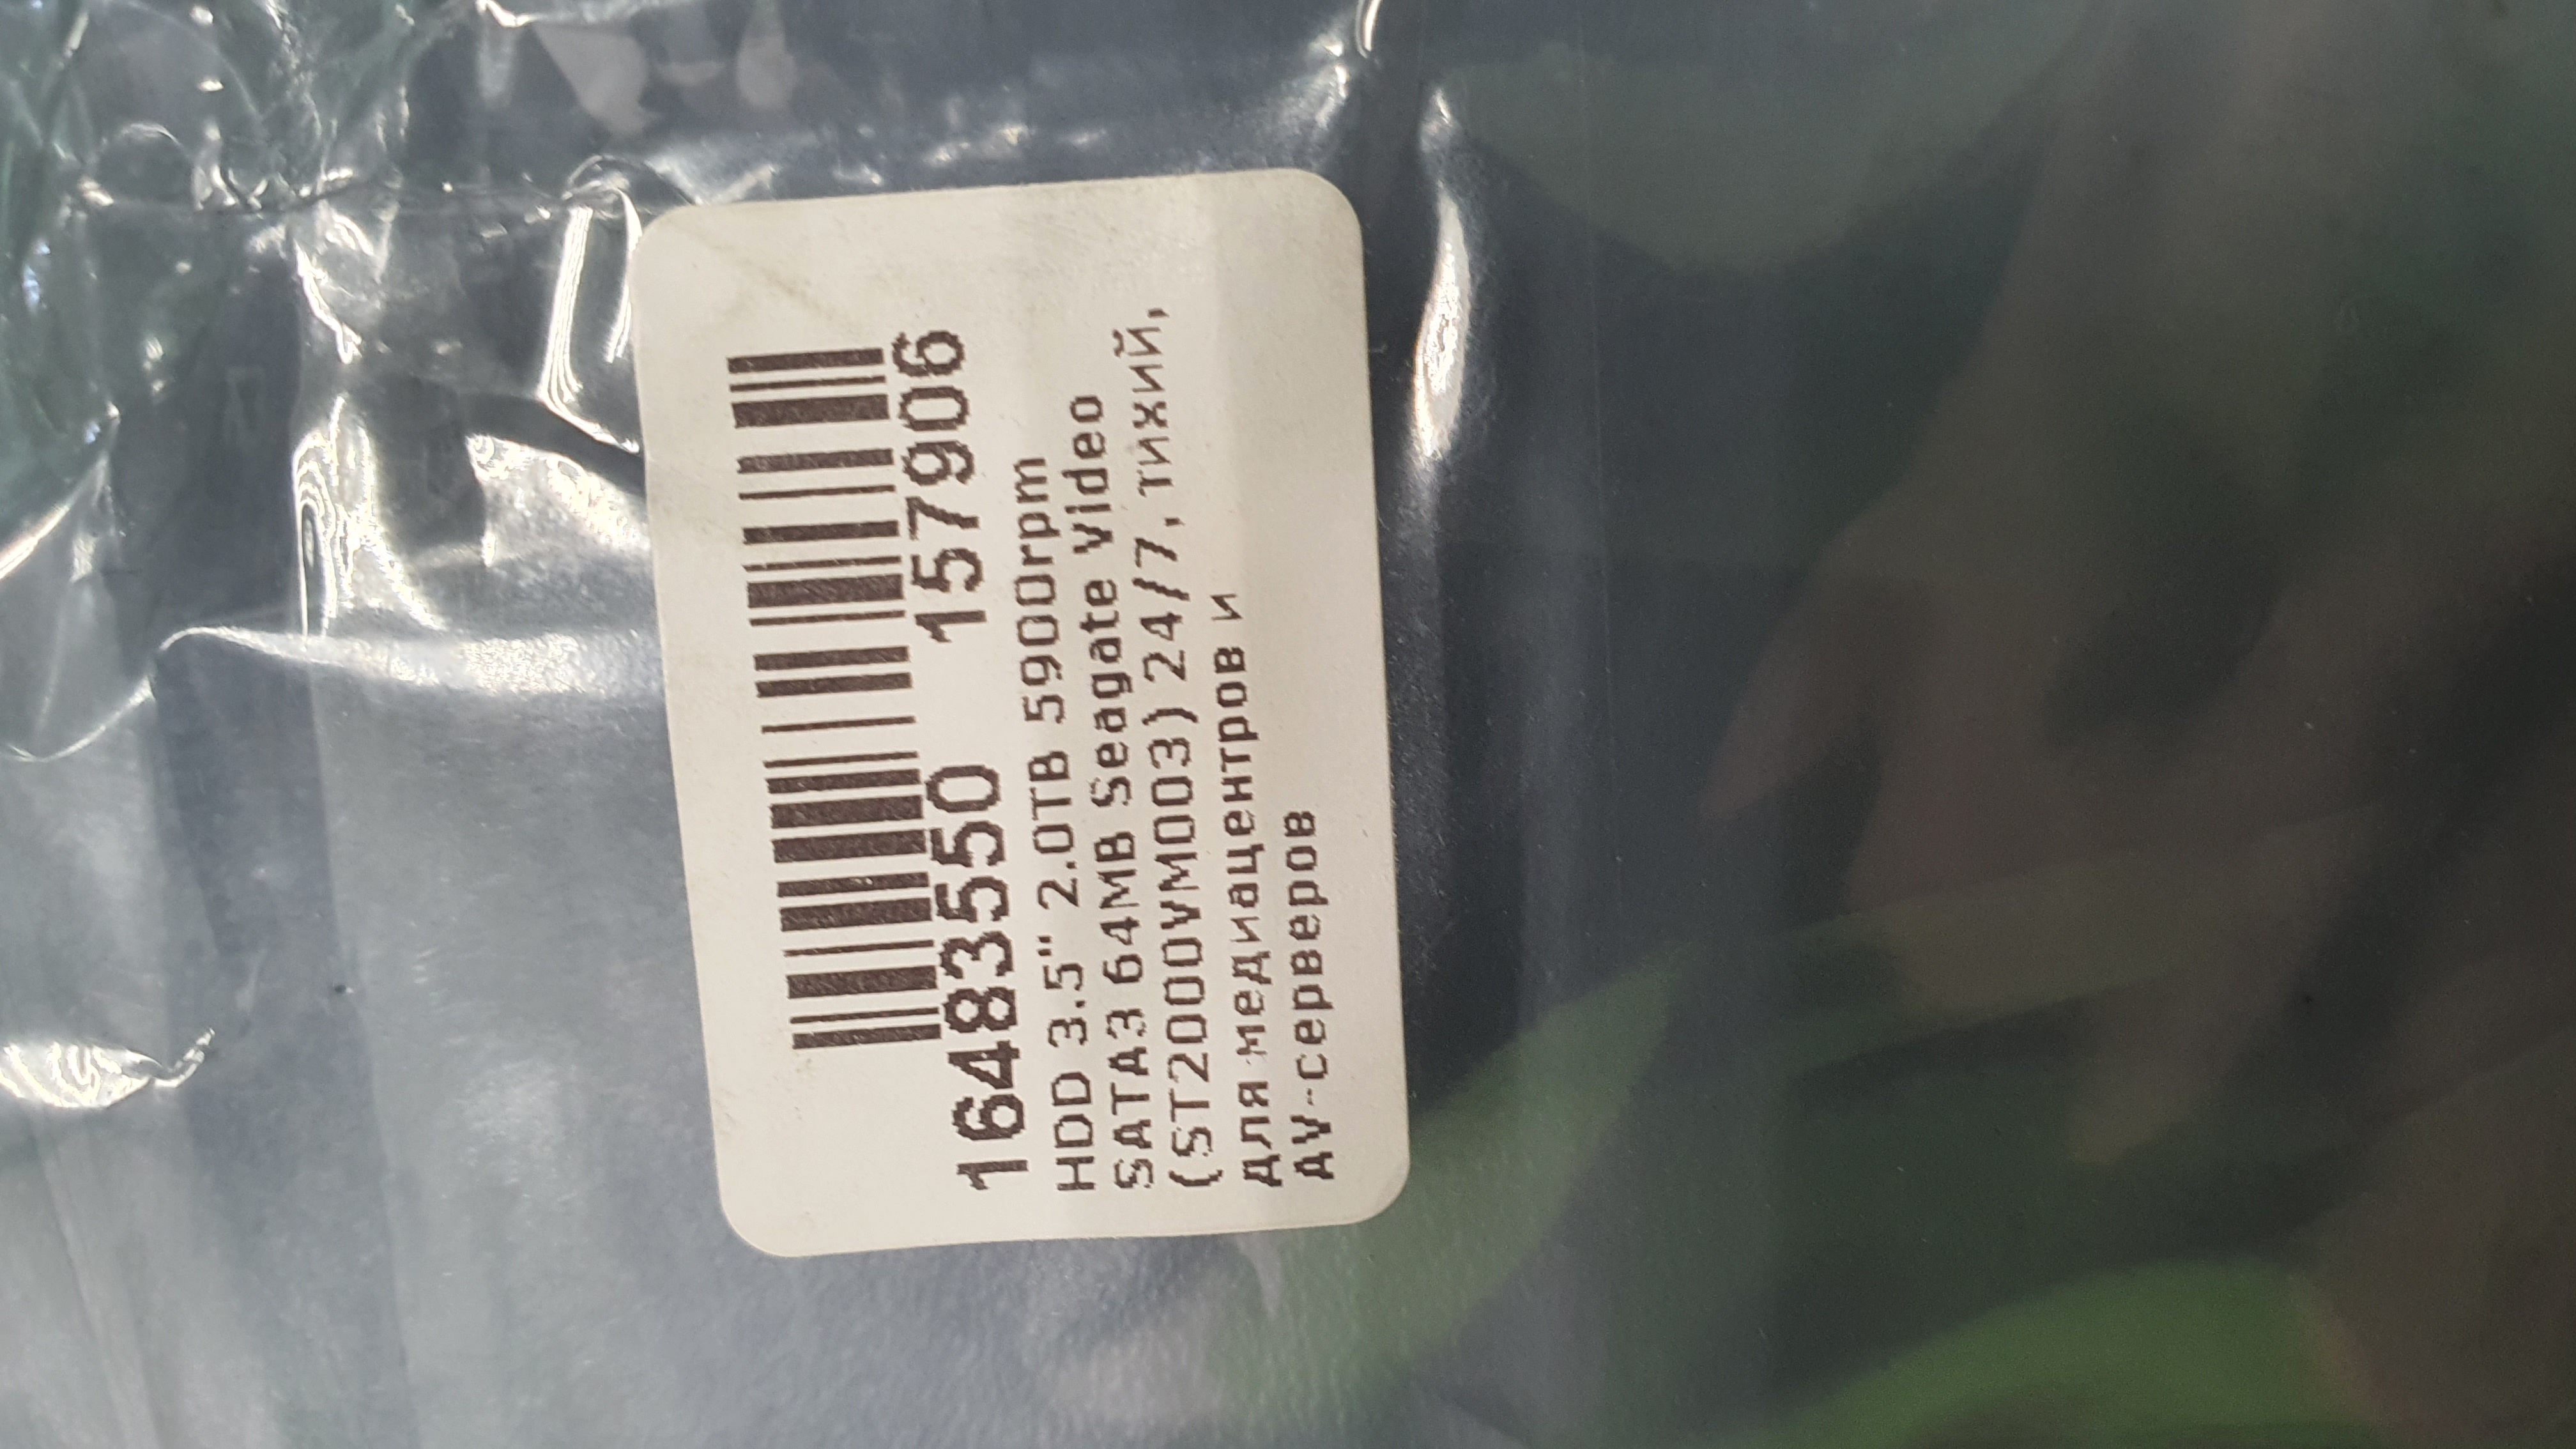 16483550 157906
HDD 3.5" 2.0TB 5900rpm
SATA3 64MB Seagate Video
(ST2000VM003) 24/7, тихий,
для медиацентров и
AV-серверов